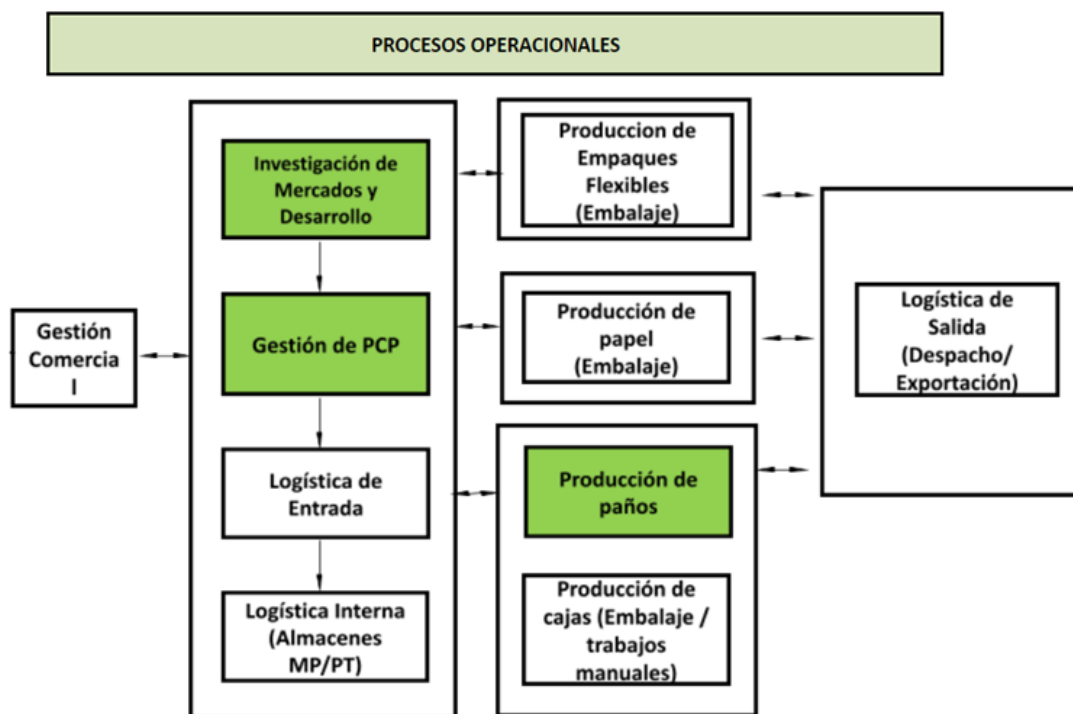 PROCESOS OPERACIONALES
Investigación de
Mercados y
Desarrollo
Gestión de PCP
Logística de
Entrada
Logística Interna
(Almacenes
MP/PT)
Gestión
Comercia
l
Produccion de
Empaques
Flexibles
(Embalaje)
Producción de
papel
(Embalaje)
Producción de
paños
Producción de
cajas (Embalaje /
trabajos
manuales)
Logística de
Salida
(Despacho/
Exportación)